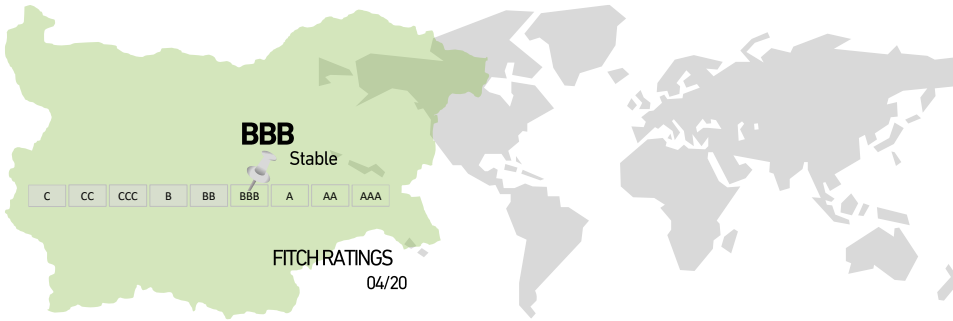 BBB
Stable
C CC CCC B BB BBB A AA AAA
FITCH RATINGS
04/20